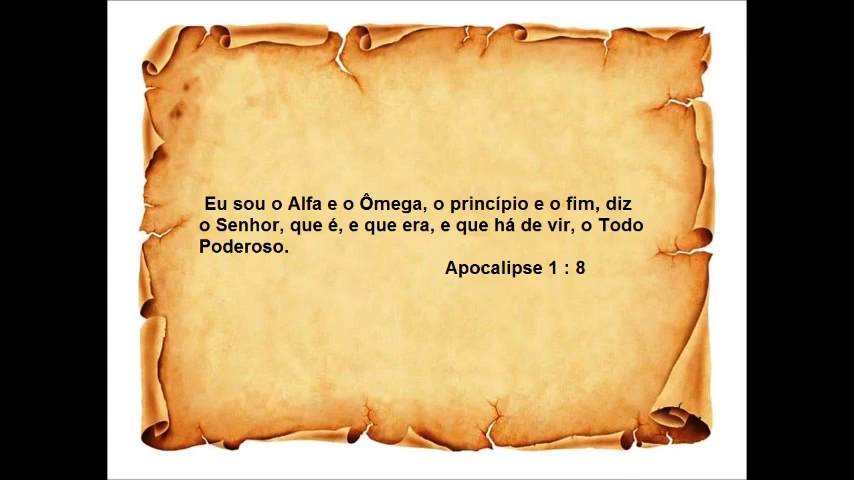 Eu sou o Alfa e o Ômega, o princípio e o fim, diz
o Senhor, que é, e que era, e que há de vir, o Todo
Poderoso.
Apocalipse 1 : 8